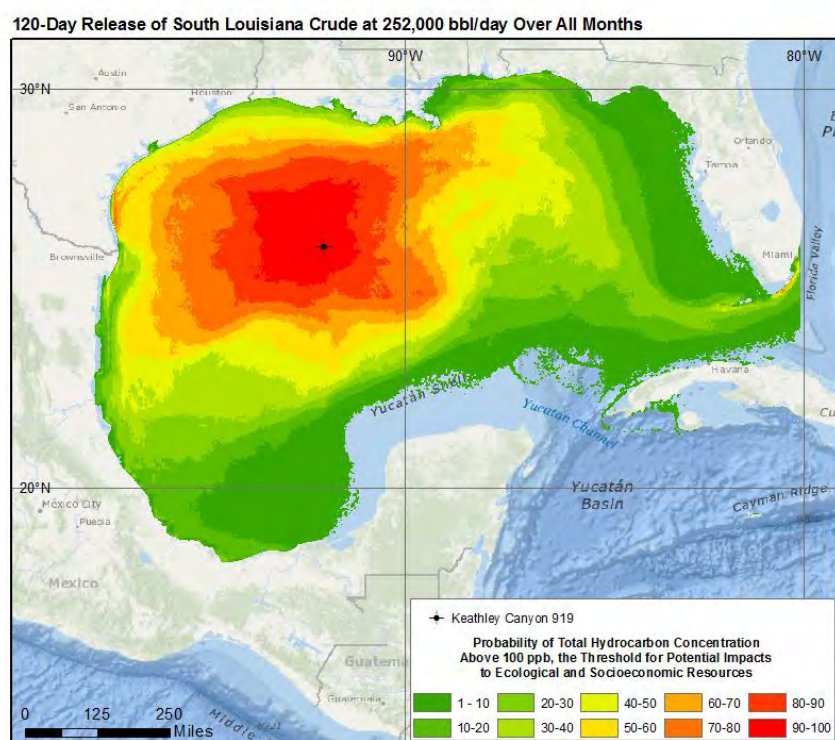 120-Day Release of South Louisiana Crude at 252,000 bbl/day Over All Months
90°W
80°W
30°N
Austin
Houston
San Antonio
Orlando
Tampa
Brownsville
Miami
Florida Valley
Havana
Yucatán Shelf
Yucatan Channel
20°N
Mexico City
Puebla
Yucatán
Basin
Cayman Ridge
Mexico
Guatemala
Middle
Keathley Canyon 919
Probability of Total Hydrocarbon Concentration
Above 100 ppb, the Threshold for Potential Impacts
to Ecological and Socioeconomic Resources
1 - 10 20-30 40-50 60-70 80-90
10-20 30-40 50-60 70-80 90-100
0 125 250
Miles